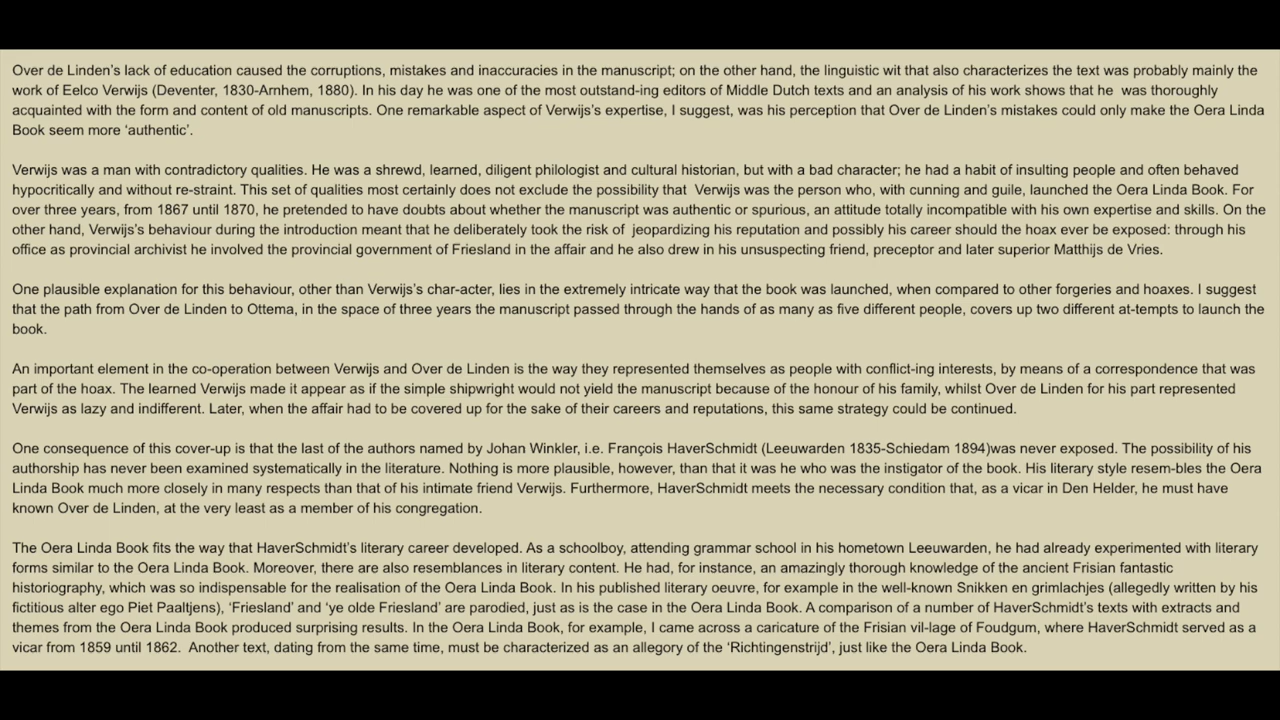 Over de Linden’s lack of education caused the corruptions, mistakes and inaccuracies in the manuscript; on the other hand, the linguistic wit that also characterizes the text was probably mainly the
work of Eelco Verwijs (Deventer, 1830-Arnhem, 1880). In his day he was one of the most outstand-ing editors of Middle Dutch texts and an analysis of his work shows that he  was thoroughly
acquainted with the form and content of old manuscripts. One remarkable aspect of Verwijs’s expertise, I suggest, was his perception that Over de Linden’s mistakes could only make the Oera Linda
Book seem more ‘authentic’.

Verwijs was a man with contradictory qualities. He was a shrewd, learned, diligent philologist and cultural historian, but with a bad character; he had a habit of insulting people and often behaved
hypocritically and without re-straint. This set of qualities most certainly does not exclude the possibility that  Verwijs was the person who, with cunning and guile, launched the Oera Linda Book. For
over three years, from 1867 until 1870, he pretended to have doubts about whether the manuscript was authentic or spurious, an attitude totally incompatible with his own expertise and skills. On the
other hand, Verwijs’s behaviour during the introduction meant that he deliberately took the risk of  jeopardizing his reputation and possibly his career should the hoax ever be exposed: through his
office as provincial archivist he involved the provincial government of Friesland in the affair and he also drew in his unsuspecting friend, preceptor and later superior Matthijs de Vries.

One plausible explanation for this behaviour, other than Verwijs’s char-acter, lies in the extremely intricate way that the book was launched, when compared to other forgeries and hoaxes. I suggest
that the path from Over de Linden to Ottema, in the space of three years the manuscript passed through the hands of as many as five different people, covers up two different at-tempts to launch the
book.

An important element in the co-operation between Verwijs and Over de Linden is the way they represented themselves as people with conflict-ing interests, by means of a correspondence that was
part of the hoax. The learned Verwijs made it appear as if the simple shipwright would not yield the manuscript because of the honour of his family, whilst Over de Linden for his part represented
Verwijs as lazy and indifferent. Later, when the affair had to be covered up for the sake of their careers and reputations, this same strategy could be continued.

One consequence of this cover-up is that the last of the authors named by Johan Winkler, i.e. François HaverSchmidt (Leeuwarden 1835-Schiedam 1894)was never exposed. The possibility of his
authorship has never been examined systematically in the literature. Nothing is more plausible, however, than that it was he who was the instigator of the book. His literary style resem-bles the Oera
Linda Book much more closely in many respects than that of his intimate friend Verwijs. Furthermore, HaverSchmidt meets the necessary condition that, as a vicar in Den Helder, he must have
known Over de Linden, at the very least as a member of his congregation.

The Oera Linda Book fits the way that HaverSchmidt’s literary career developed. As a schoolboy, attending grammar school in his hometown Leeuwarden, he had already experimented with literary
forms similar to the Oera Linda Book. Moreover, there are also resemblances in literary content. He had, for instance, an amazingly thorough knowledge of the ancient Frisian fantastic
historiography, which was so indispensable for the realisation of the Oera Linda Book. In his published literary oeuvre, for example in the well-known Snikken en grimlachjes (allegedly written by his
fictitious alter ego Piet Paaltjens), ‘Friesland’ and ‘ye olde Friesland’ are parodied, just as is the case in the Oera Linda Book. A comparison of a number of HaverSchmidt’s texts with extracts and
themes from the Oera Linda Book produced surprising results. In the Oera Linda Book, for example, I came across a caricature of the Frisian vil-lage of Foudgum, where HaverSchmidt served as a
vicar from 1859 until 1862.  Another text, dating from the same time, must be characterized as an allegory of the ‘Richtingenstrijd’, just like the Oera Linda Book.